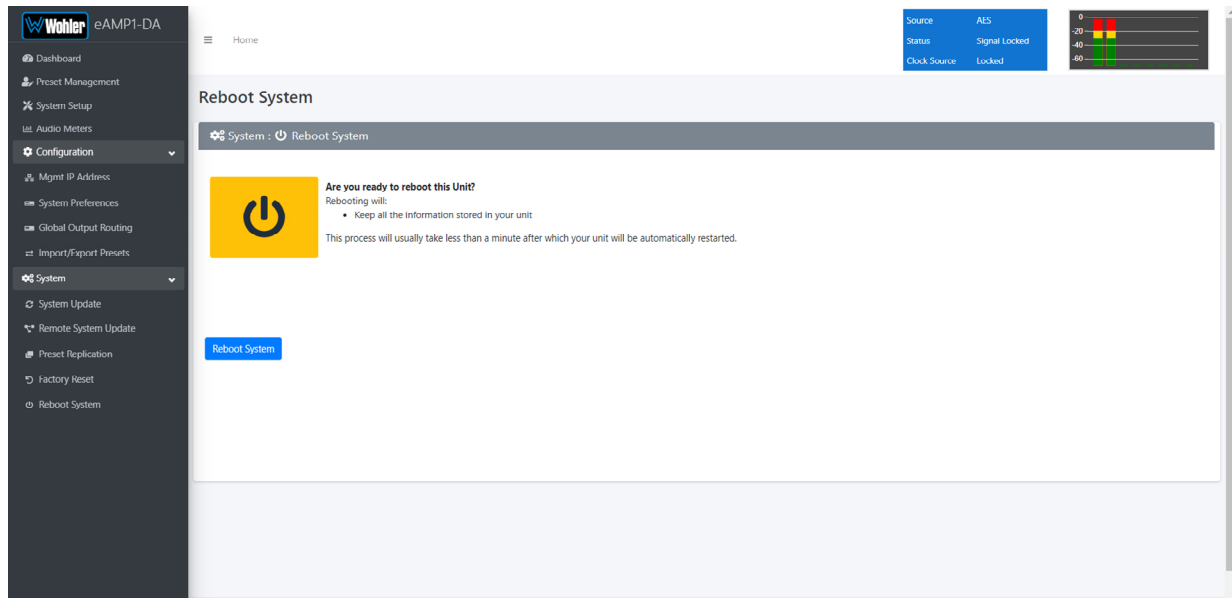 Wohler eAMP1-DA
Dashboard
Preset Management
System Setup
Audio Meters
Configuration
Mgmt IP Address
System Preferences
Global Output Routing
Import/Export Presets
System
System Update
Remote System Update
Preset Replication
Factory Reset
Reboot System
Home
Source AES
Status Signal Locked
Clock Source Locked
0
-20
-40
-60
Reboot System
System : Reboot System
Are you ready to reboot this Unit?
Rebooting will:
• Keep all the information stored in your unit
This process will usually take less than a minute after which your unit will be automatically restarted.
Reboot System